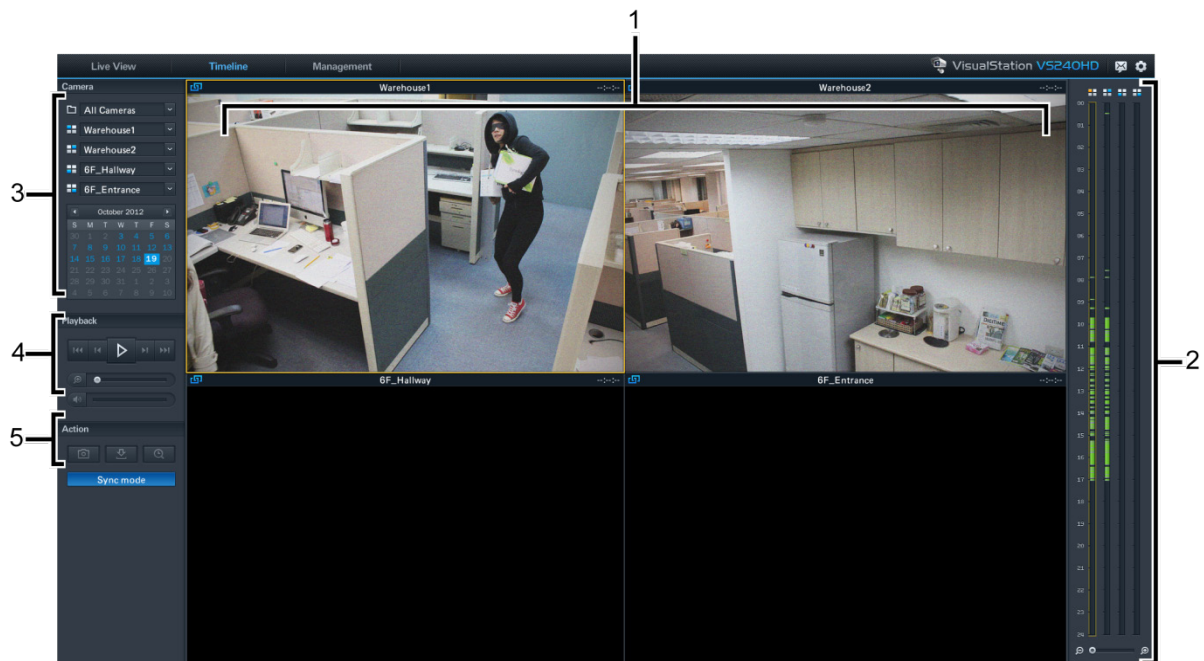 1
Live View Timeline Management VisualStation VS240HD
Camera Warehouse1 --:--:-- Warehouse2 --:--:--
3
All Cameras
Warehouse1
Warehouse2
6F_Hallway
6F_Entrance
October 2012
S M T W T F S
30 1 2 3 4 5 6
7 8 9 10 11 12 13
14 15 16 17 18 19 20
21 22 23 24 25 26 27
28 29 30 31 1 2 3
4 5 6 7 8 9 10
4
Playback
6F_Hallway --:--:-- 6F_Entrance --:--:--
5
Action
Sync mode
00
01
02
03
04
05
06
07
08
09
10
11
12
13
14
15
16
17
18
19
20
21
22
23
24
2